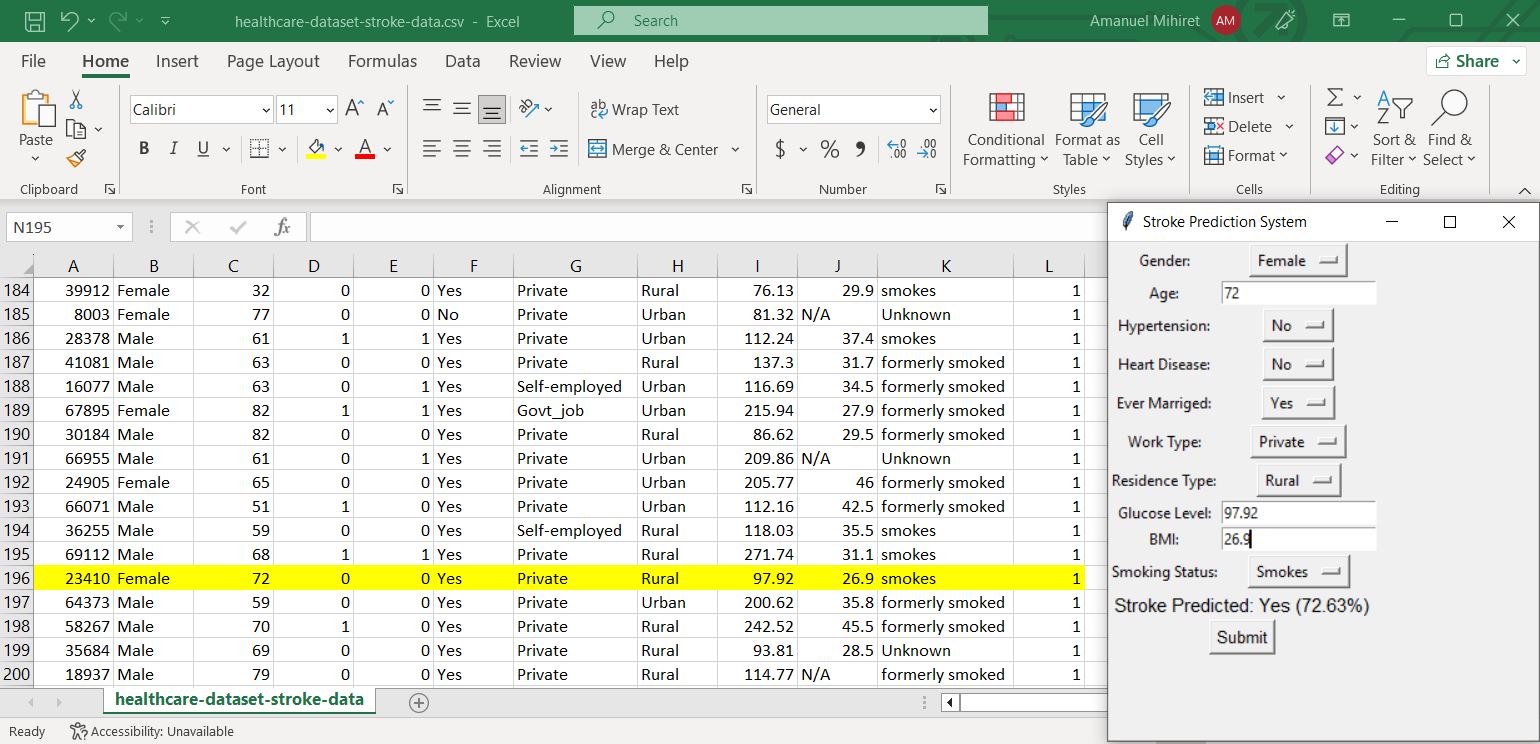 healthcare-dataset-stroke-data.csv - Excel
Search
Amanuel Mihiret AM
File Home Insert Page Layout Formulas Data Review View Help
Share
Paste
Clipboard
Calibri 11
B I U
Font
Wrap Text
Merge & Center
Alignment
General
$ % ,
Number
Conditional Formatting
Format as Table
Cell Styles
Styles
Insert
Delete
Format
Cells
Sort & Filter
Find & Select
Editing
N195 fx
A B C D E F G H I J K L
184 39912 Female 32 0 0 Yes Private Rural 76.13 29.9 smokes 1
185 8003 Female 77 0 0 No Private Urban 81.32 N/A Unknown 1
186 28378 Male 61 1 1 Yes Private Urban 112.24 37.4 smokes 1
187 41081 Male 63 0 0 Yes Private Rural 137.3 31.7 formerly smoked 1
188 16077 Male 63 0 1 Yes Self-employed Urban 116.69 34.5 formerly smoked 1
189 67895 Female 82 1 1 Yes Govt_job Urban 215.94 27.9 formerly smoked 1
190 30184 Male 82 0 0 Yes Private Rural 86.62 29.5 formerly smoked 1
191 66955 Male 61 0 1 Yes Private Urban 209.86 N/A Unknown 1
192 24905 Female 65 0 0 Yes Private Urban 205.77 46 formerly smoked 1
193 66071 Male 51 1 0 Yes Private Urban 112.16 42.5 formerly smoked 1
194 36255 Male 59 0 0 Yes Self-employed Rural 118.03 35.5 smokes 1
195 69112 Male 68 1 1 Yes Private Rural 271.74 31.1 smokes 1
196 23410 Female 72 0 0 Yes Private Rural 97.92 26.9 smokes 1
197 64373 Male 59 0 0 Yes Private Urban 200.62 35.8 formerly smoked 1
198 58267 Male 70 1 0 Yes Private Rural 242.52 45.5 formerly smoked 1
199 35684 Male 69 0 0 Yes Private Rural 93.81 28.5 Unknown 1
200 18937 Male 79 0 0 Yes Private Rural 114.77 N/A formerly smoked 1
healthcare-dataset-stroke-data
Ready Accessibility: Unavailable
Stroke Prediction System
Gender: Female
Age: 72
Hypertension: No
Heart Disease: No
Ever Marriged: Yes
Work Type: Private
Residence Type: Rural
Glucose Level: 97.92
BMI: 26.9
Smoking Status: Smokes
Stroke Predicted: Yes (72.63%)
Submit